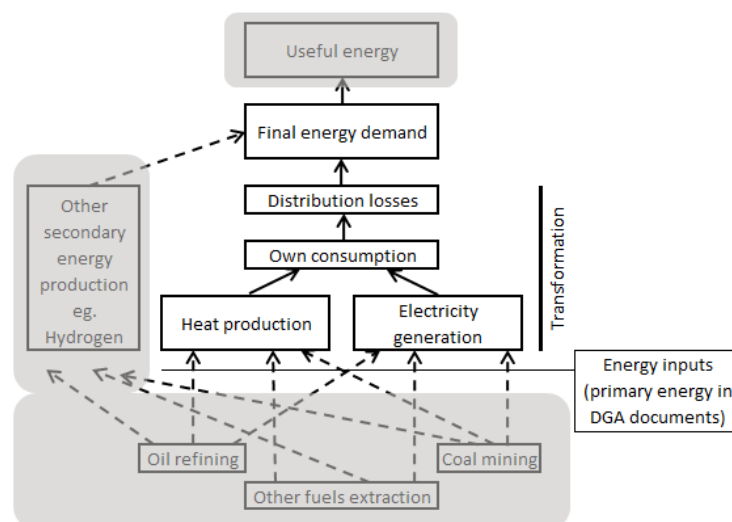 Useful energy
Final energy demand
Distribution losses
Own consumption
Other
secondary
energy
production
eg.
Hydrogen
Heat production
Electricity
generation
Transformation
Energy inputs
(primary energy in
DGA documents)
Oil refining
Coal mining
Other fuels extraction